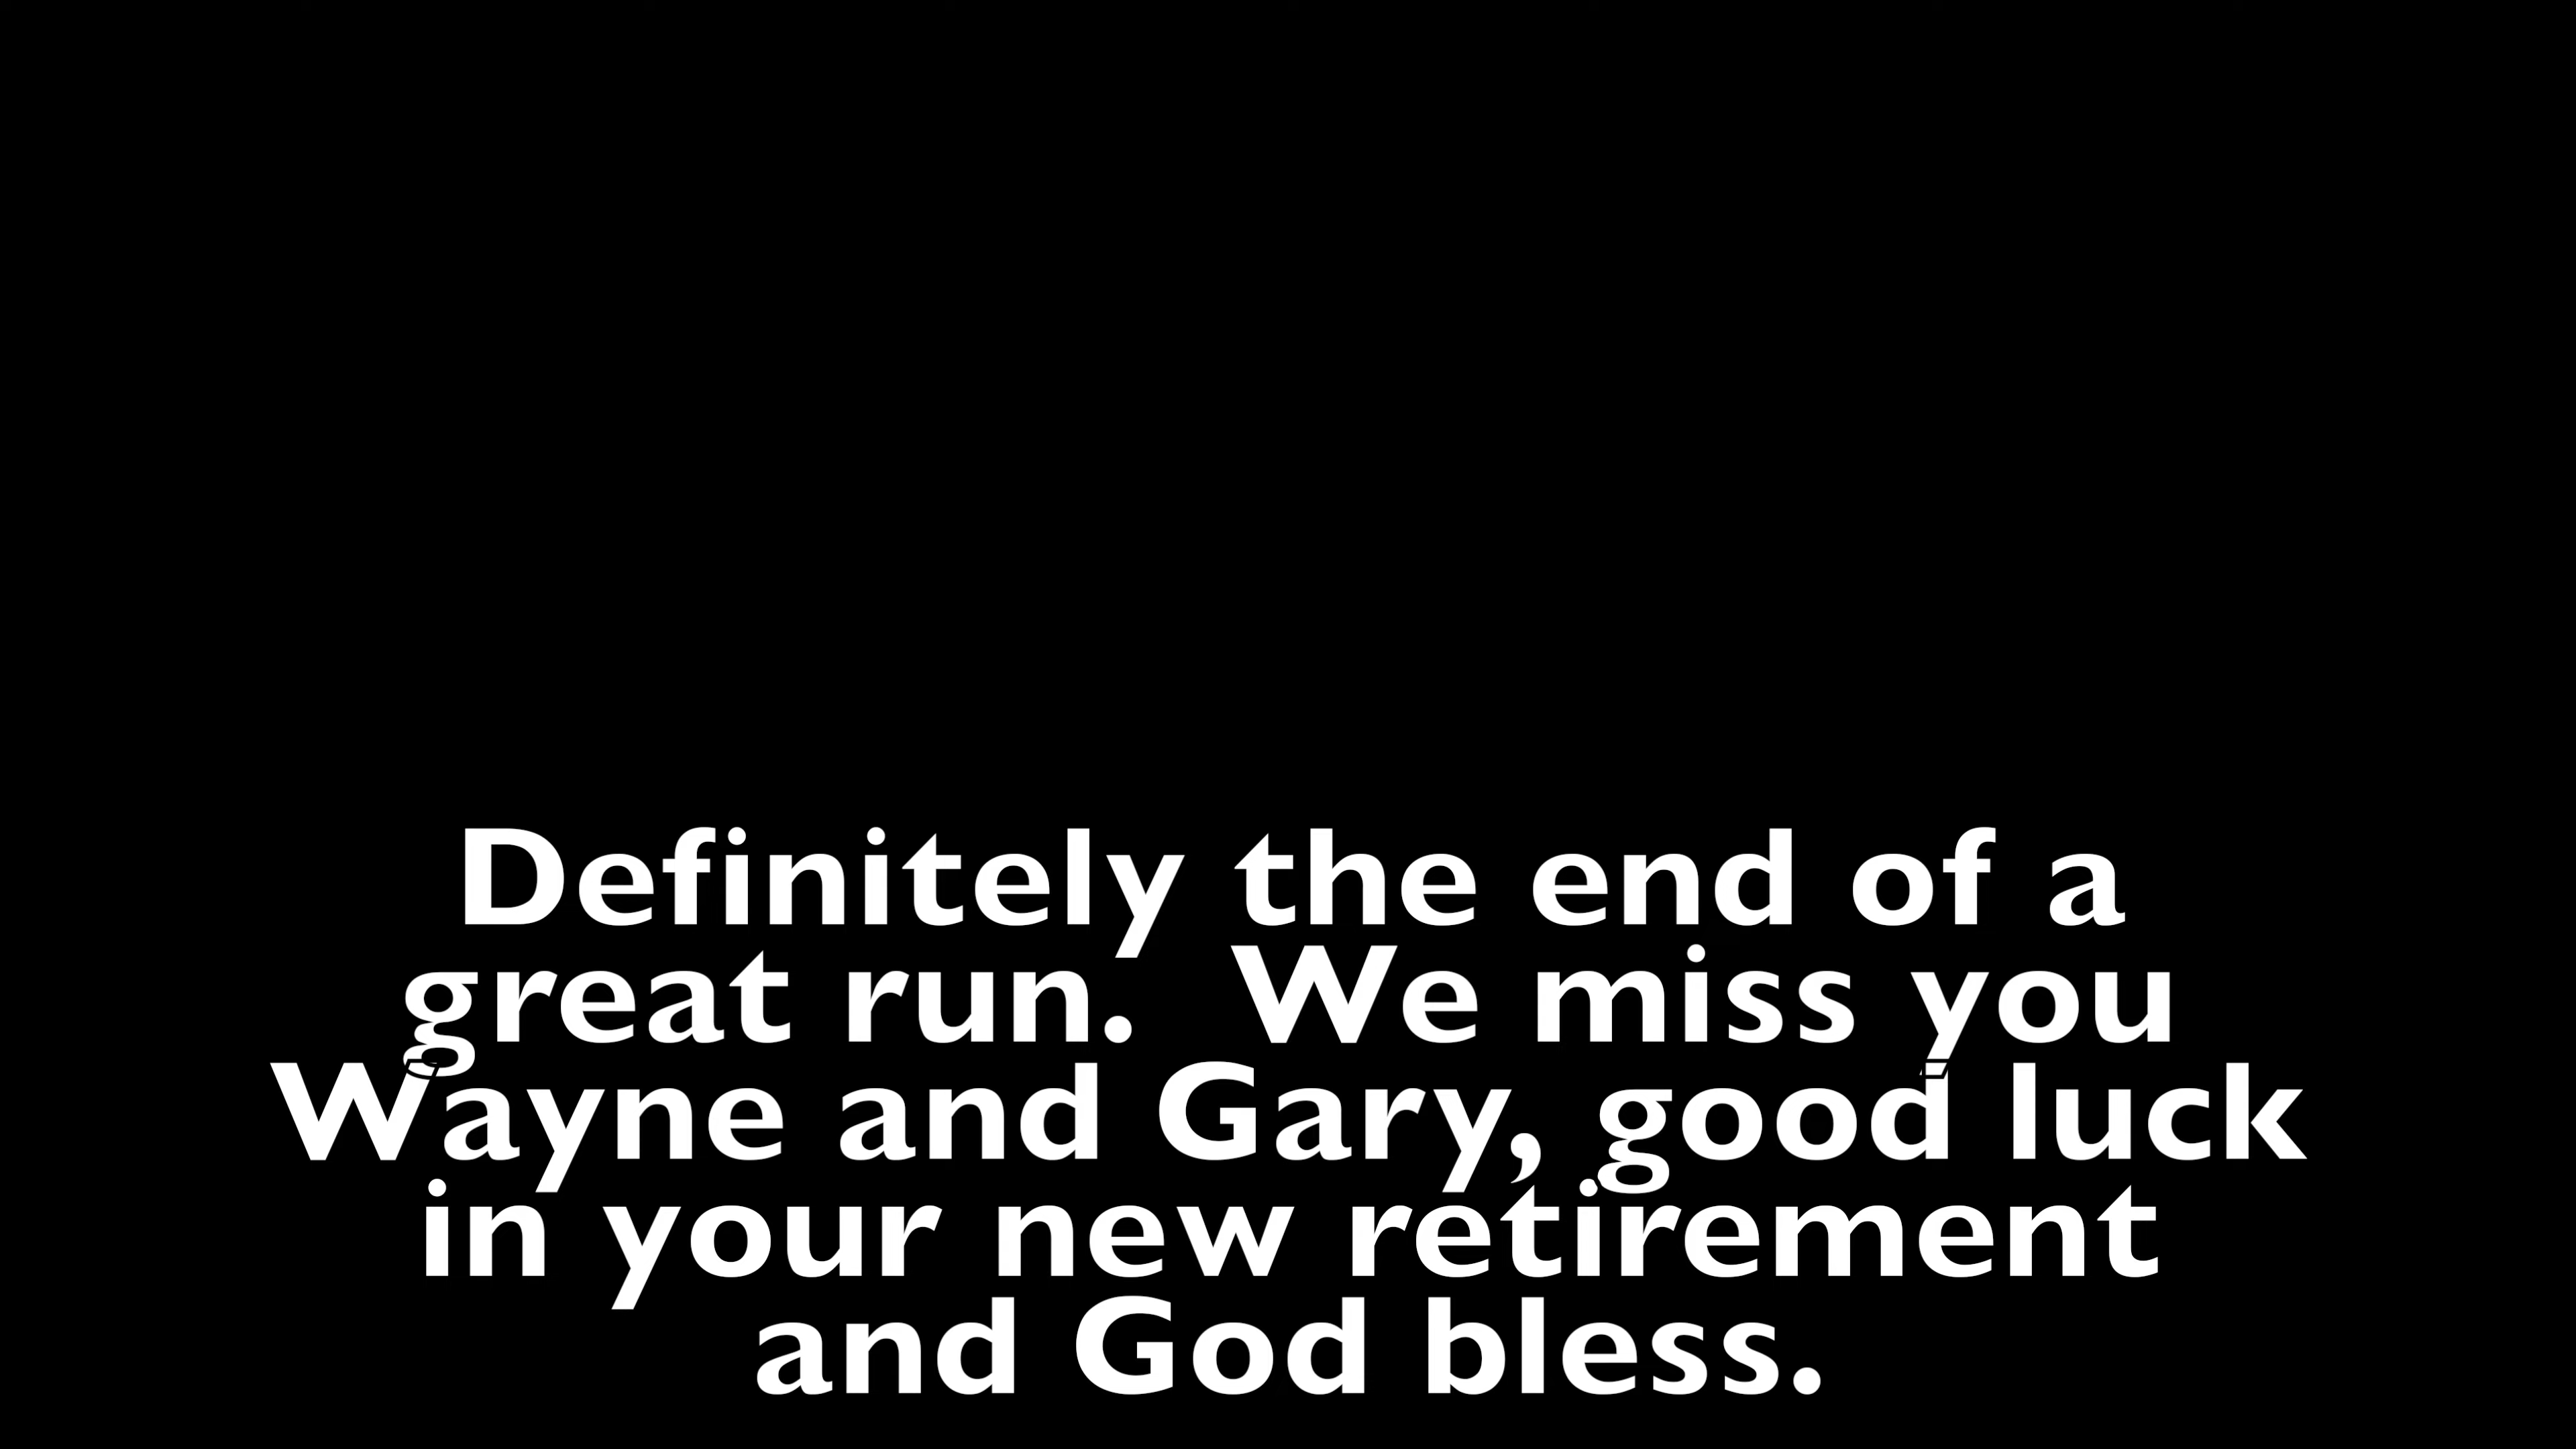 Definitely the end of a
great run.  We miss you
Wayne and Gary, good luck
in your new retirement
and God bless.